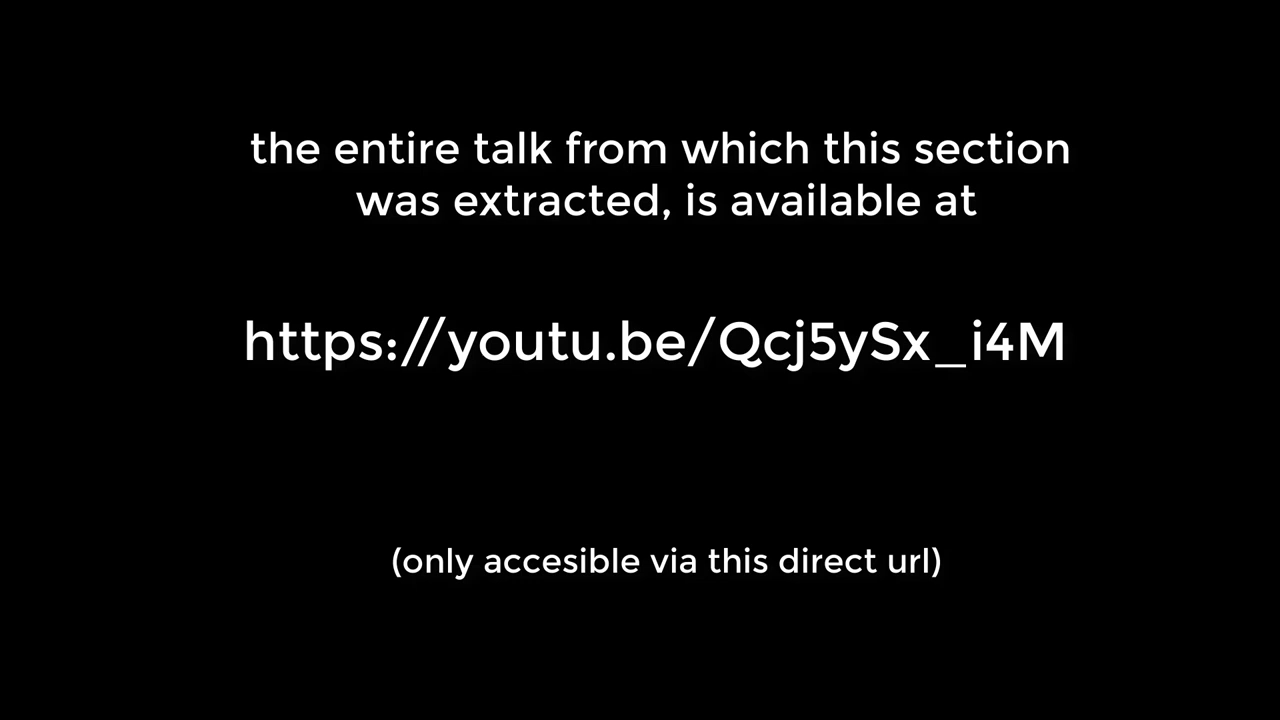 the entire talk from which this section
was extracted, is available at
https://youtu.be/Qcj5ySx_i4M
(only accesible via this direct url)